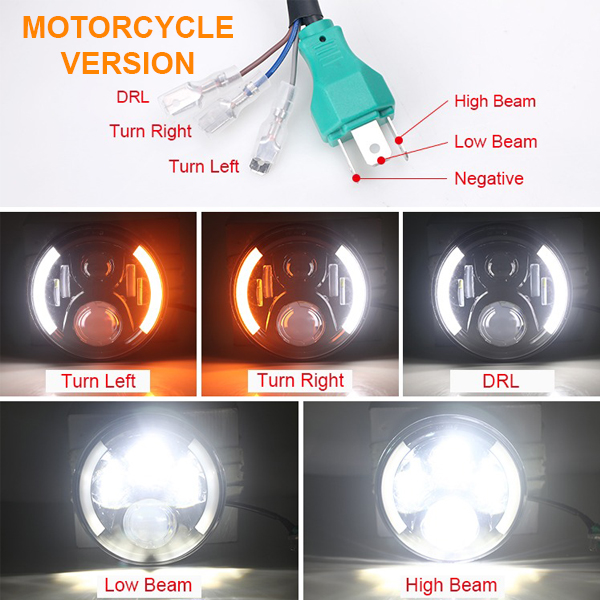 MOTORCYCLE
VERSION
DRL
Turn Right
Turn Left
High Beam
Low Beam
Negative
Turn Left
Turn Right
DRL
Low Beam
High Beam